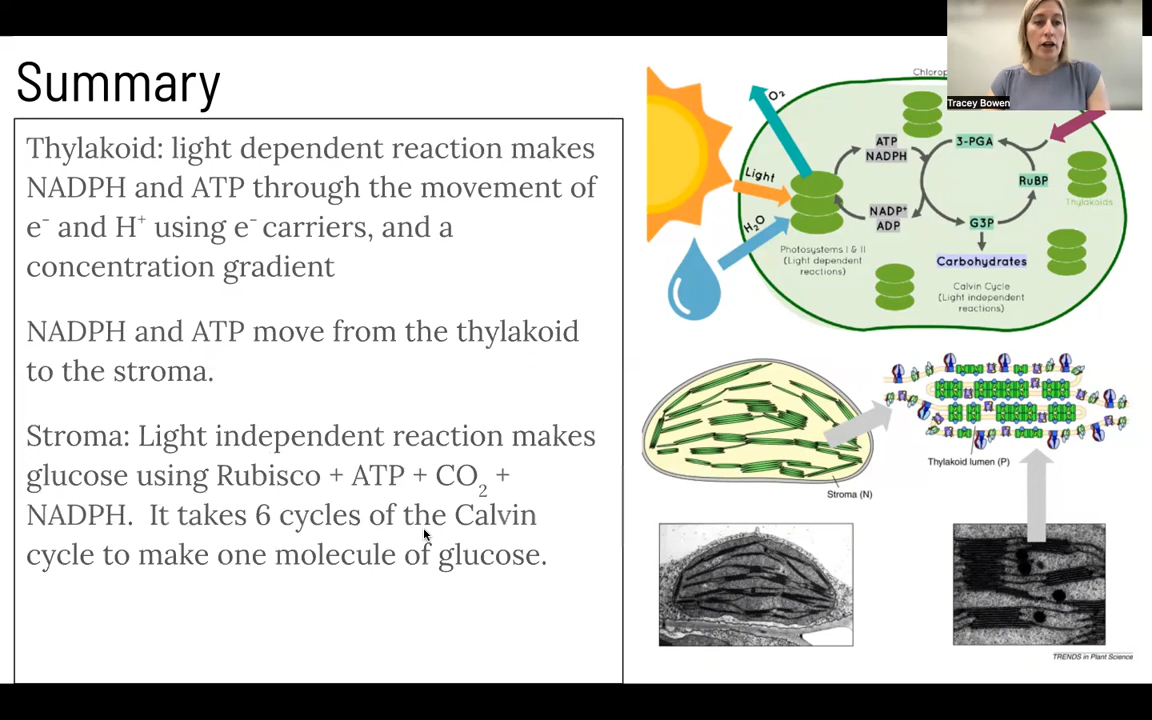 Summary
Thylakoid: light dependent reaction makes
NADPH and ATP through the movement of
e⁻ and H⁺ using e⁻ carriers, and a
concentration gradient
NADPH and ATP move from the thylakoid
to the stroma.
Stroma: Light independent reaction makes
glucose using Rubisco + ATP + CO₂ +
NADPH. It takes 6 cycles of the Calvin
cycle to make one molecule of glucose.
Tracey Bowen
Chlorop
O₂
Light
H₂O
ATP
NADPH
NADP⁺
ADP
3-PGA
RuBP
G3P
Carbohydrates
Thylakoids
Photosystems I & II
(Light dependent
reactions)
Calvin Cycle
(Light independent
reactions)
Stroma (N)
Thylakoid lumen (P)
TRENDS in Plant Science